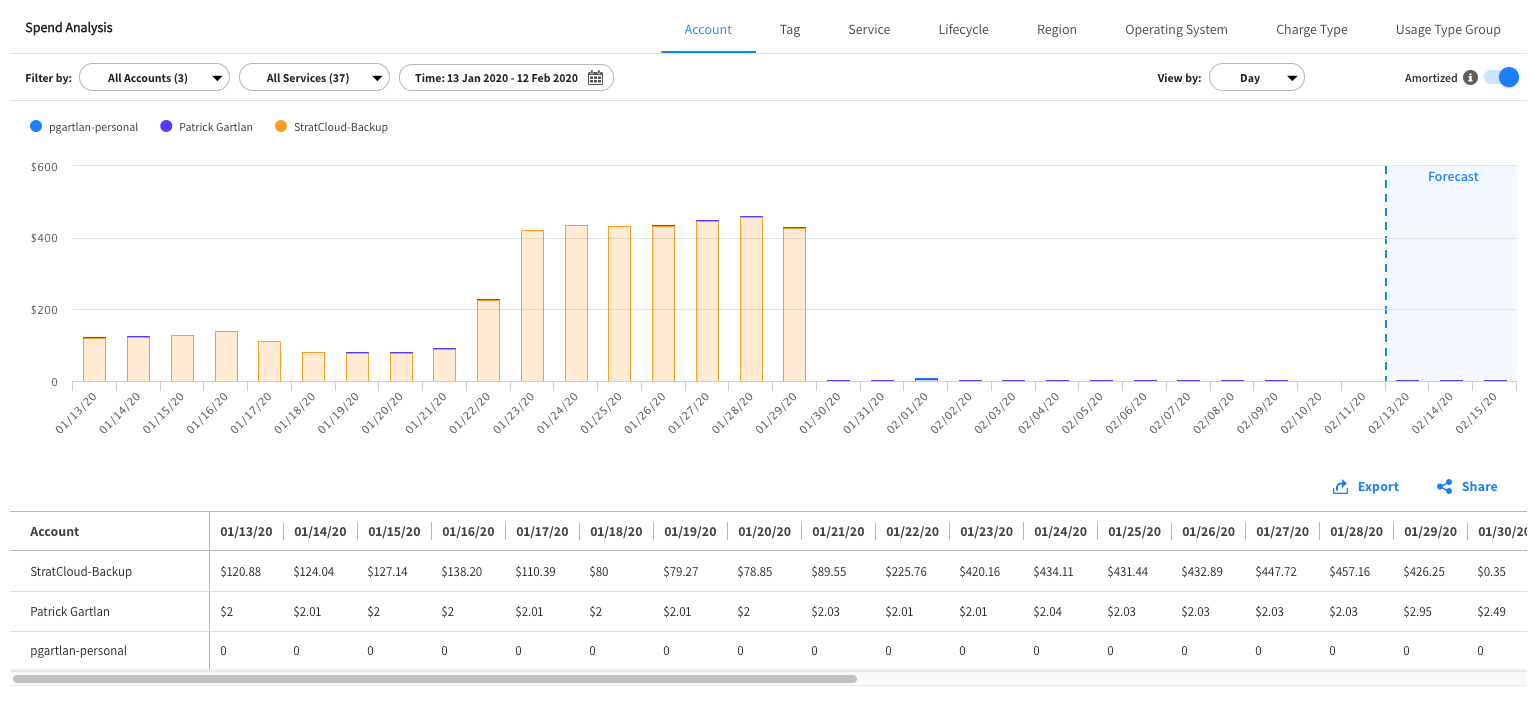 Spend Analysis
Account Tag Service Lifecycle Region Operating System Charge Type Usage Type Group
Filter by: All Accounts (3) All Services (37) Time: 13 Jan 2020 - 12 Feb 2020 View by: Day Amortized i
pgartlan-personal Patrick Gartlan StratCloud-Backup
$600
Forecast
$400
$200
0
01/13/20 01/14/20 01/15/20 01/16/20 01/17/20 01/18/20 01/19/20 01/20/20 01/21/20 01/22/20 01/23/20 01/24/20 01/25/20 01/26/20 01/27/20 01/28/20 01/29/20 01/30/20 01/31/20 02/01/20 02/02/20 02/03/20 02/04/20 02/05/20 02/06/20 02/07/20 02/08/20 02/09/20 02/10/20 02/11/20 02/13/20 02/14/20 02/15/20
Export Share
Account 01/13/20 01/14/20 01/15/20 01/16/20 01/17/20 01/18/20 01/19/20 01/20/20 01/21/20 01/22/20 01/23/20 01/24/20 01/25/20 01/26/20 01/27/20 01/28/20 01/29/20 01/30/20
StratCloud-Backup $120.88 $124.04 $127.14 $138.20 $110.39 $80 $79.27 $78.85 $89.55 $225.76 $420.16 $434.11 $431.44 $432.89 $447.72 $457.16 $426.25 $0.35
Patrick Gartlan $2 $2.01 $2 $2 $2.01 $2 $2.01 $2 $2.03 $2.01 $2.01 $2.04 $2.03 $2.03 $2.03 $2.03 $2.95 $2.49
pgartlan-personal 0 0 0 0 0 0 0 0 0 0 0 0 0 0 0 0 0 0